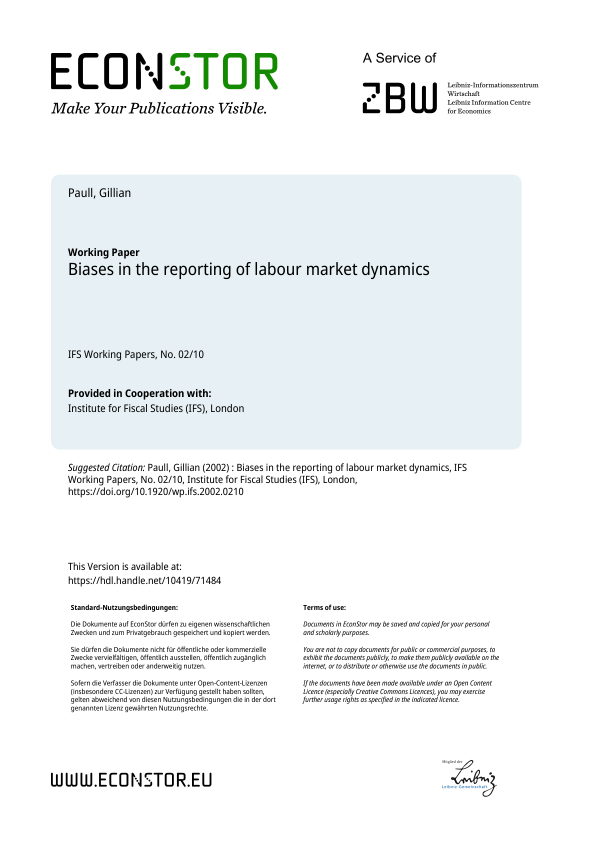 ECONSTOR
Make Your Publications Visible.
A Service of
ZBW
Leibniz-Informationszentrum
Wirtschaft
Leibniz Information Centre
for Economics
Paull, Gillian
Working Paper
Biases in the reporting of labour market dynamics
IFS Working Papers, No. 02/10
Provided in Cooperation with:
Institute for Fiscal Studies (IFS), London
Suggested Citation: Paull, Gillian (2002) : Biases in the reporting of labour market dynamics, IFS
Working Papers, No. 02/10, Institute for Fiscal Studies (IFS), London,
https://doi.org/10.1920/wp.ifs.2002.0210
This Version is available at:
https://hdl.handle.net/10419/71484
Standard-Nutzungsbedingungen:
Die Dokumente auf EconStor dürfen zu eigenen wissenschaftlichen
Zwecken und zum Privatgebrauch gespeichert und kopiert werden.
Sie dürfen die Dokumente nicht für öffentliche oder kommerzielle
Zwecke vervielfältigen, öffentlich ausstellen, öffentlich zugänglich
machen, vertreiben oder anderweitig nutzen.
Sofern die Verfasser die Dokumente unter Open-Content-Lizenzen
(insbesondere CC-Lizenzen) zur Verfügung gestellt haben sollten,
gelten abweichend von diesen Nutzungsbedingungen die in der dort
genannten Lizenz gewährten Nutzungsrechte.
Terms of use:
Documents in EconStor may be saved and copied for your personal
and scholarly purposes.
You are not to copy documents for public or commercial purposes, to
exhibit the documents publicly, to make them publicly available on the
internet, or to distribute or otherwise use the documents in public.
If the documents have been made available under an Open Content
Licence (especially Creative Commons Licences), you may exercise
further usage rights as specified in the indicated licence.
WWW.ECONSTOR.EU
Mitglied der
Leibniz
Leibniz-Gemeinschaft